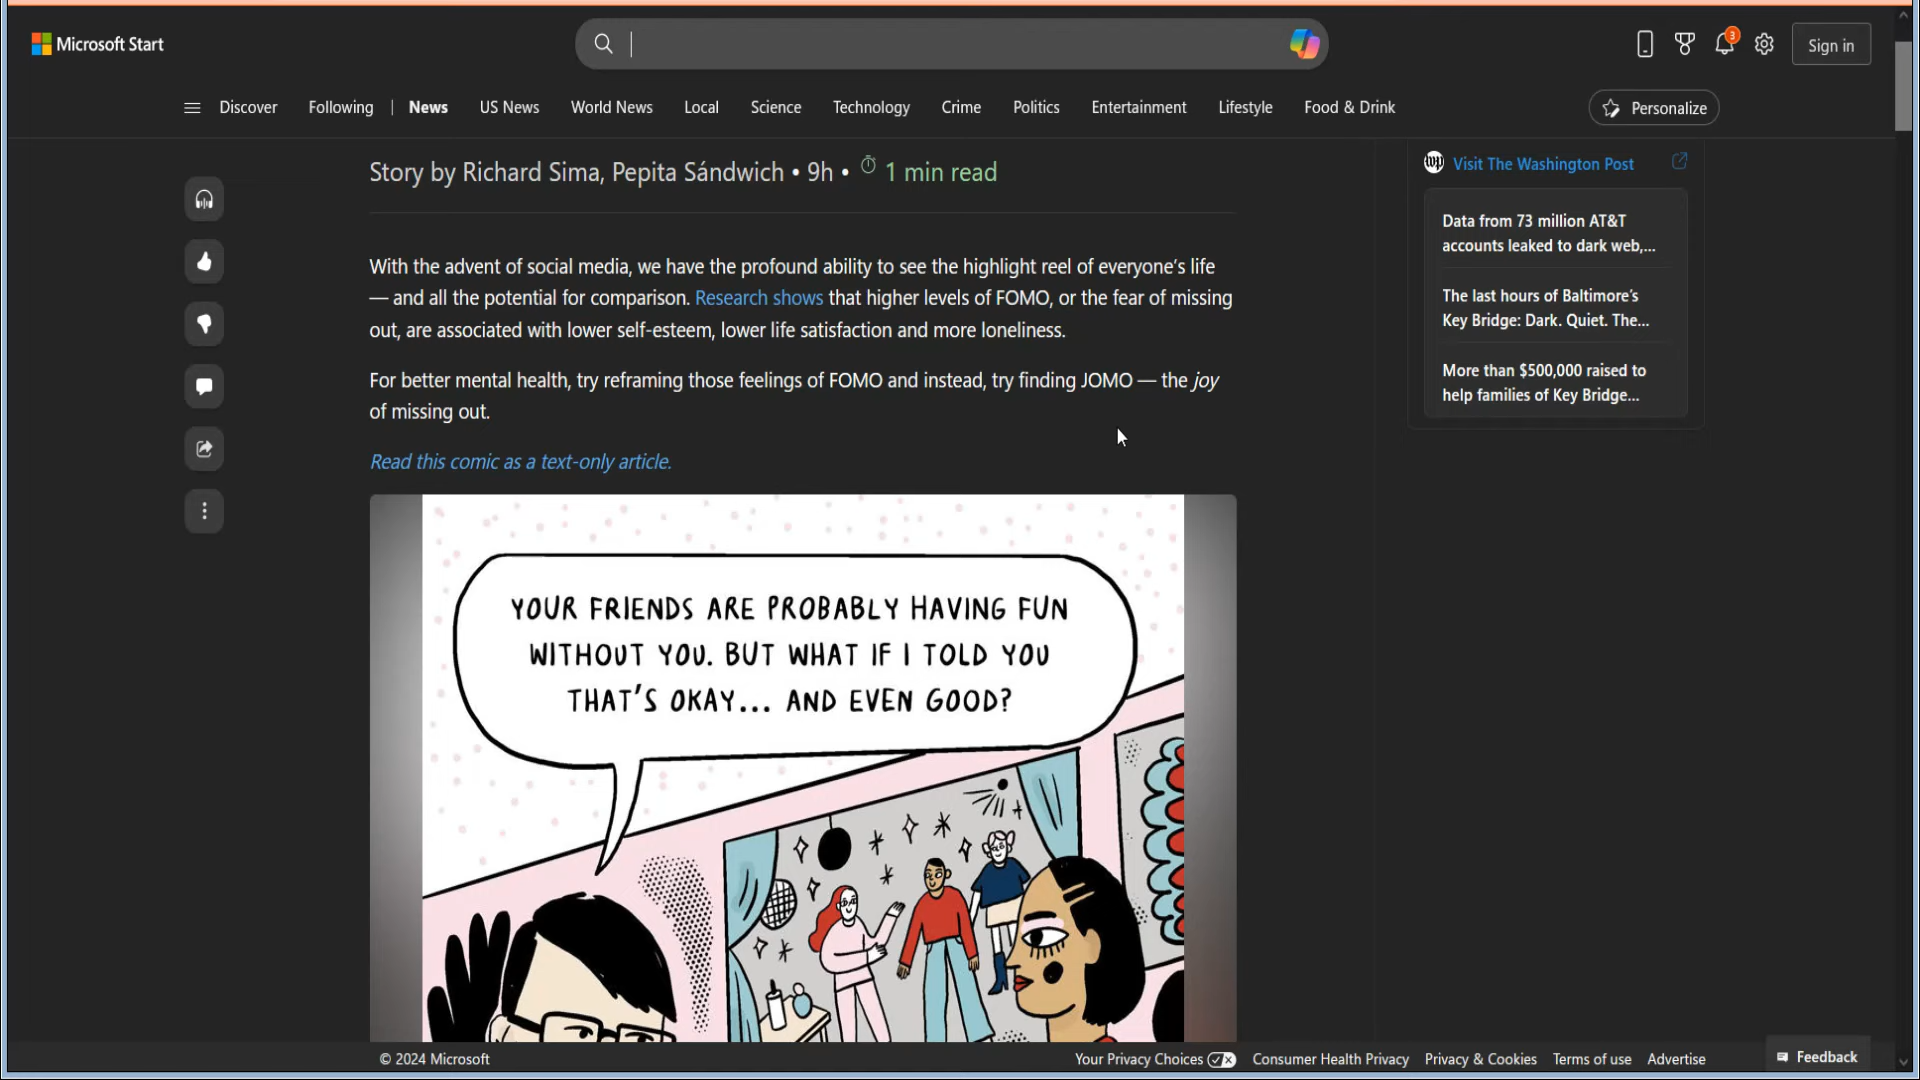 Microsoft Start
3
Sign in
Discover
Following
News
US News
World News
Local
Science
Technology
Crime
Politics
Entertainment
Lifestyle
Food & Drink
Personalize
Story by Richard Sima, Pepita Sándwich • 9h • 1 min read
With the advent of social media, we have the profound ability to see the highlight reel of everyone’s life
— and all the potential for comparison. Research shows that higher levels of FOMO, or the fear of missing
out, are associated with lower self-esteem, lower life satisfaction and more loneliness.
For better mental health, try reframing those feelings of FOMO and instead, try finding JOMO — the joy
of missing out.
Read this comic as a text-only article.
YOUR FRIENDS ARE PROBABLY HAVING FUN
WITHOUT YOU. BUT WHAT IF I TOLD YOU
THAT'S OKAY... AND EVEN GOOD?
wp
Visit The Washington Post
Data from 73 million AT&T
accounts leaked to dark web,...
The last hours of Baltimore’s
Key Bridge: Dark. Quiet. The...
More than $500,000 raised to
help families of Key Bridge...
© 2024 Microsoft
Your Privacy Choices
Consumer Health Privacy
Privacy & Cookies
Terms of use
Advertise
Feedback